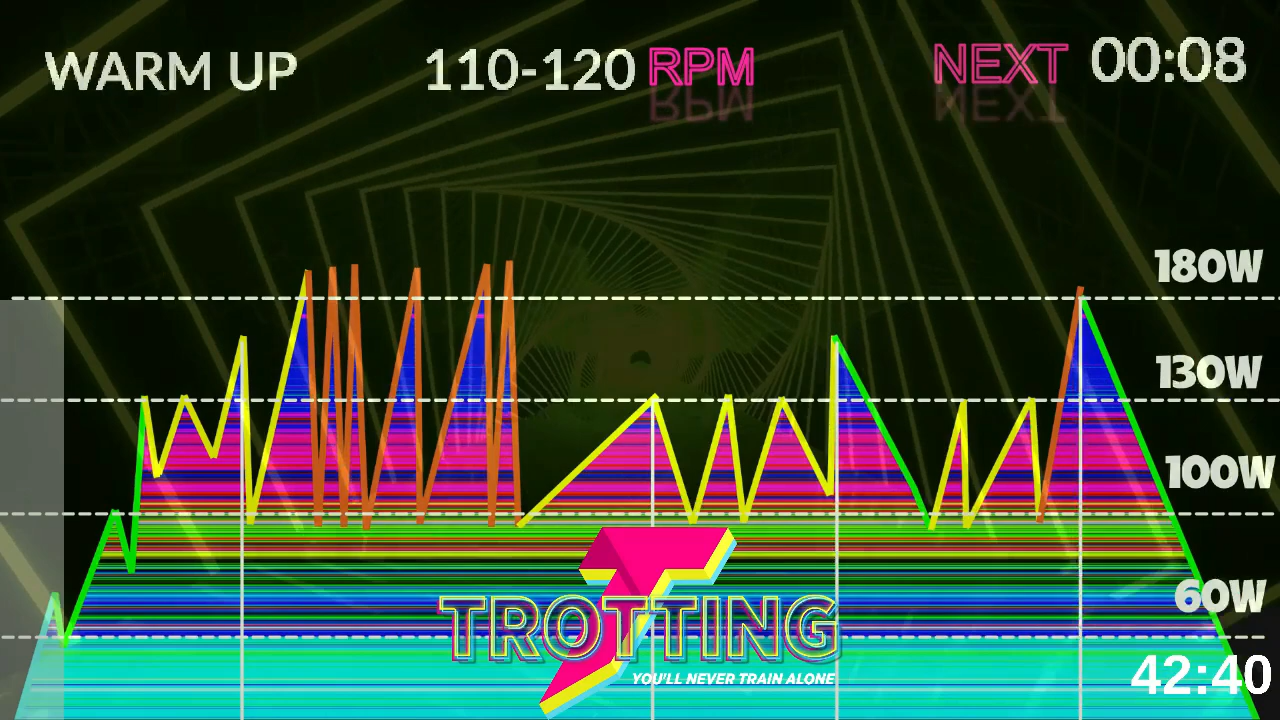 WARM UP 110-120 RPM NEXT 00:08
180W
130W
100W
60W
TROTTING
YOU'LL NEVER TRAIN ALONE
42:40